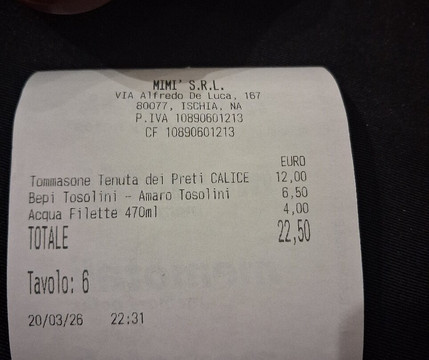 MIMI' S.R.L.
VIA Alfredo De Luca, 167
80077, ISCHIA, NA
P.IVA 10890601213
CF 10890601213
EURO
Tommasone Tenuta dei Preti CALICE 12,00
Bepi Tosolini - Amaro Tosolini 6,50
Acqua Filette 470ml 4,00
TOTALE 22,50
Tavolo: 6
20/03/26 22:31